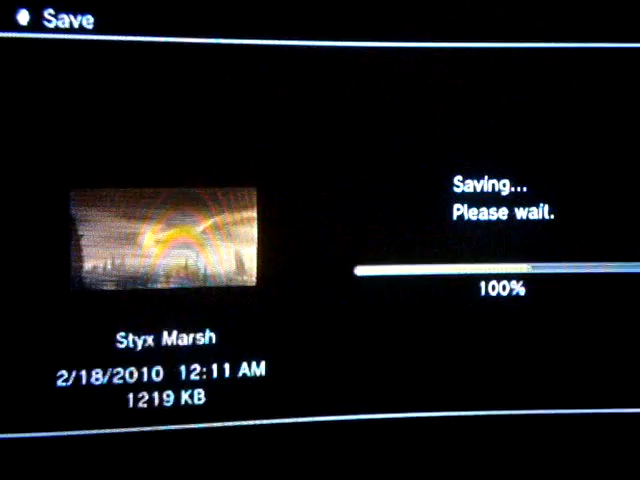 Save
Saving...
Please wait.
100%
Styx Marsh
2/18/2010 12:11 AM
1219 KB